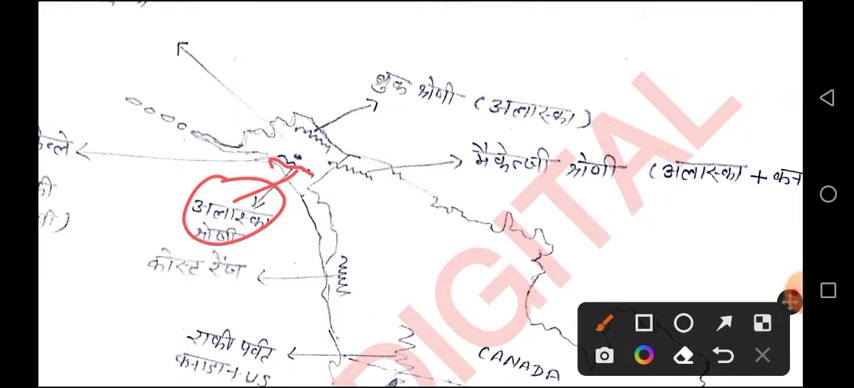 ब्रुक श्रेणी (अलास्का)
मैकेन्जी श्रेणी (अलास्का + कना
अलास्का
श्रेणी
कोस्ट रेंज
राकी पर्वत
कनाडा + US
CANADA
DIGITAL